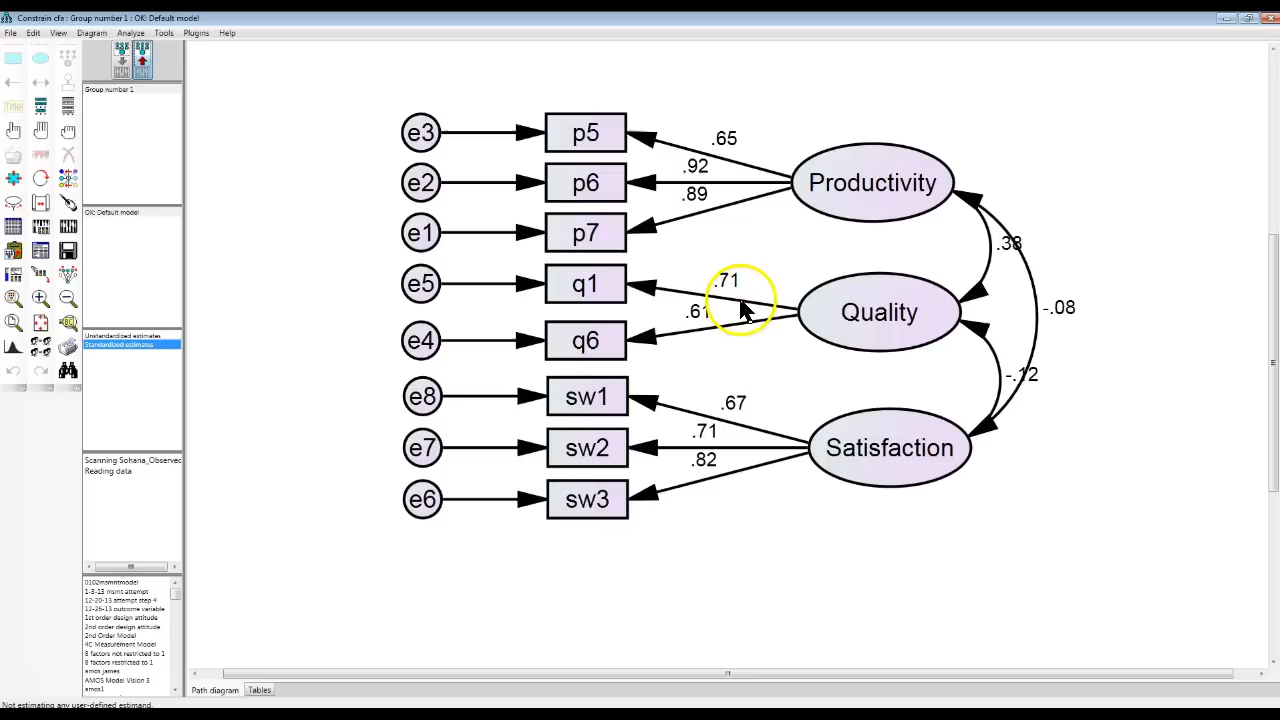 Constrain cfa : Group number 1 : OK: Default model
File Edit View Diagram Analyze Tools Plugins Help
Title
Group number 1
OK: Default model
Unstandardized estimates
Standardized estimates
Scanning Sohana_Observed
Reading data
0102msmntmodel
1-3-13 msmt attempt
12-20-13 attempt step 4
12-26-13 outcome variable
1st order design attitude
2nd order design attitude
2nd Order Model
4C Measurement Model
8 factors not restricted to 1
8 factors restricted to 1
amos james
AMOS Model Vision 3
amos1
e3 p5 .65
e2 p6 .92 Productivity
e1 p7 .89
.38
e5 q1 .71
Quality -.08
e4 q6 .61
-.12
e8 sw1 .67
e7 sw2 .71 Satisfaction
e6 sw3 .82
Path diagram Tables
Not estimating any user-defined estimand.